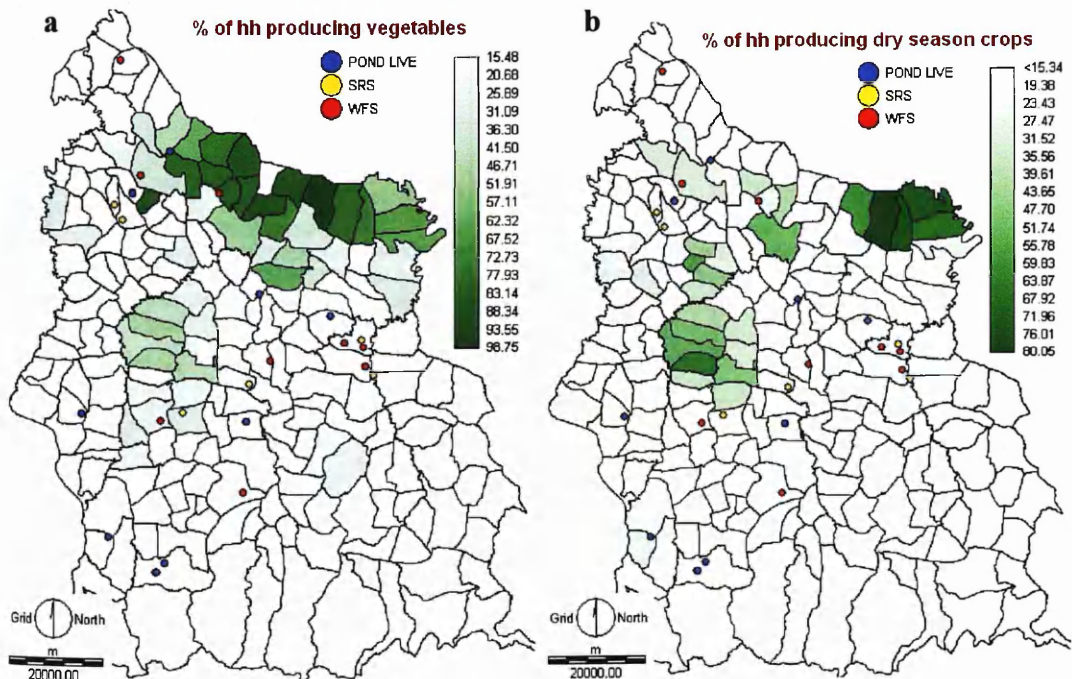 a
% of hh producing vegetables
POND LIVE
SRS
WFS
15.48
20.68
25.89
31.09
36.30
41.50
46.71
51.91
57.11
62.32
67.52
72.73
77.93
83.14
88.34
93.55
98.75
Grid North
m
20000.00
b
% of hh producing dry season crops
POND LIVE
SRS
WFS
<15.34
19.38
23.43
27.47
31.52
35.56
39.61
43.65
47.70
51.74
55.78
59.83
63.87
67.92
71.96
76.01
80.05
Grid North
m
20000.00